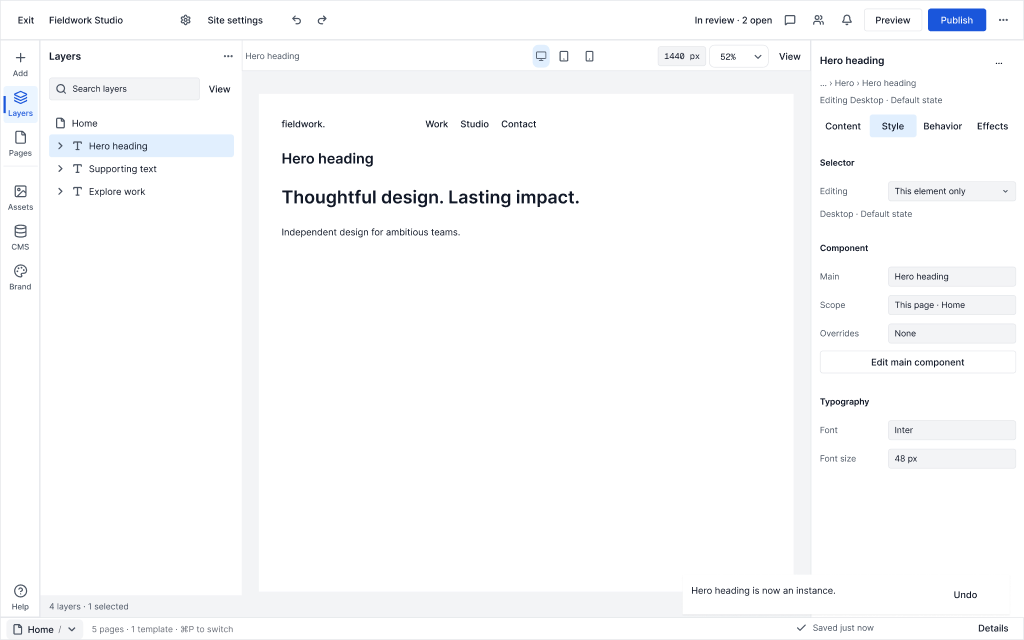 Exit Fieldwork Studio Site settings In review · 2 open Preview Publish
Add
Layers
Pages
Assets
CMS
Brand
Help
Layers
Search layers View
Home
Hero heading
Supporting text
Explore work
4 layers · 1 selected
Hero heading 1440 px 52% View
fieldwork. Work Studio Contact
Hero heading
Thoughtful design. Lasting impact.
Independent design for ambitious teams.
Hero heading ...
... › Hero › Hero heading
Editing Desktop · Default state
Content Style Behavior Effects
Selector
Editing This element only
Desktop · Default state
Component
Main Hero heading
Scope This page · Home
Overrides None
Edit main component
Typography
Font Inter
Font size 48 px
Hero heading is now an instance. Undo
Home / 5 pages · 1 template · ⌘P to switch Saved just now Details